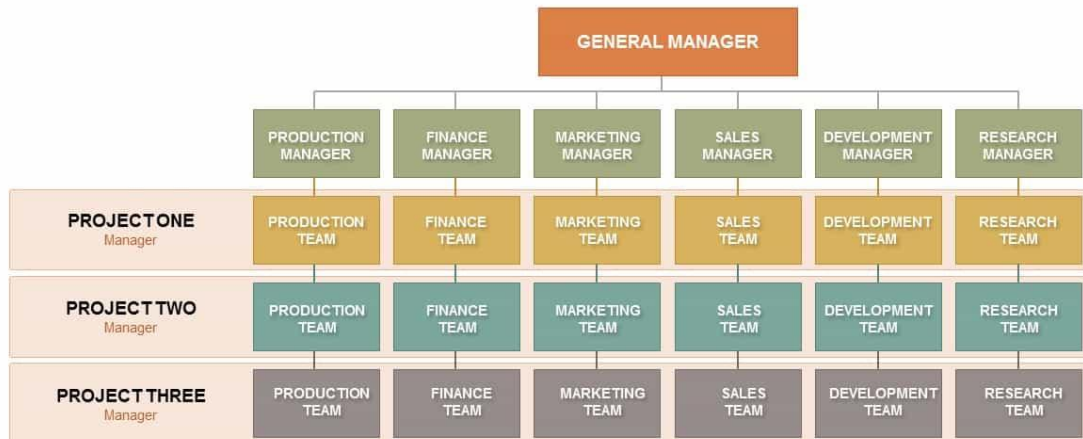 GENERAL MANAGER
PRODUCTION MANAGER
FINANCE MANAGER
MARKETING MANAGER
SALES MANAGER
DEVELOPMENT MANAGER
RESEARCH MANAGER
PROJECT ONE
Manager
PRODUCTION TEAM
FINANCE TEAM
MARKETING TEAM
SALES TEAM
DEVELOPMENT TEAM
RESEARCH TEAM
PROJECT TWO
Manager
PRODUCTION TEAM
FINANCE TEAM
MARKETING TEAM
SALES TEAM
DEVELOPMENT TEAM
RESEARCH TEAM
PROJECT THREE
Manager
PRODUCTION TEAM
FINANCE TEAM
MARKETING TEAM
SALES TEAM
DEVELOPMENT TEAM
RESEARCH TEAM